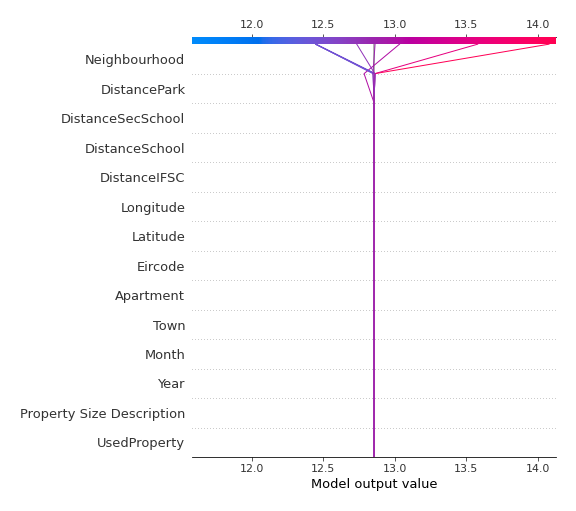 12.0 12.5 13.0 13.5 14.0
Neighbourhood
DistancePark
DistanceSecSchool
DistanceSchool
DistanceIFSC
Longitude
Latitude
Eircode
Apartment
Town
Month
Year
Property Size Description
UsedProperty
12.0 12.5 13.0 13.5 14.0
Model output value